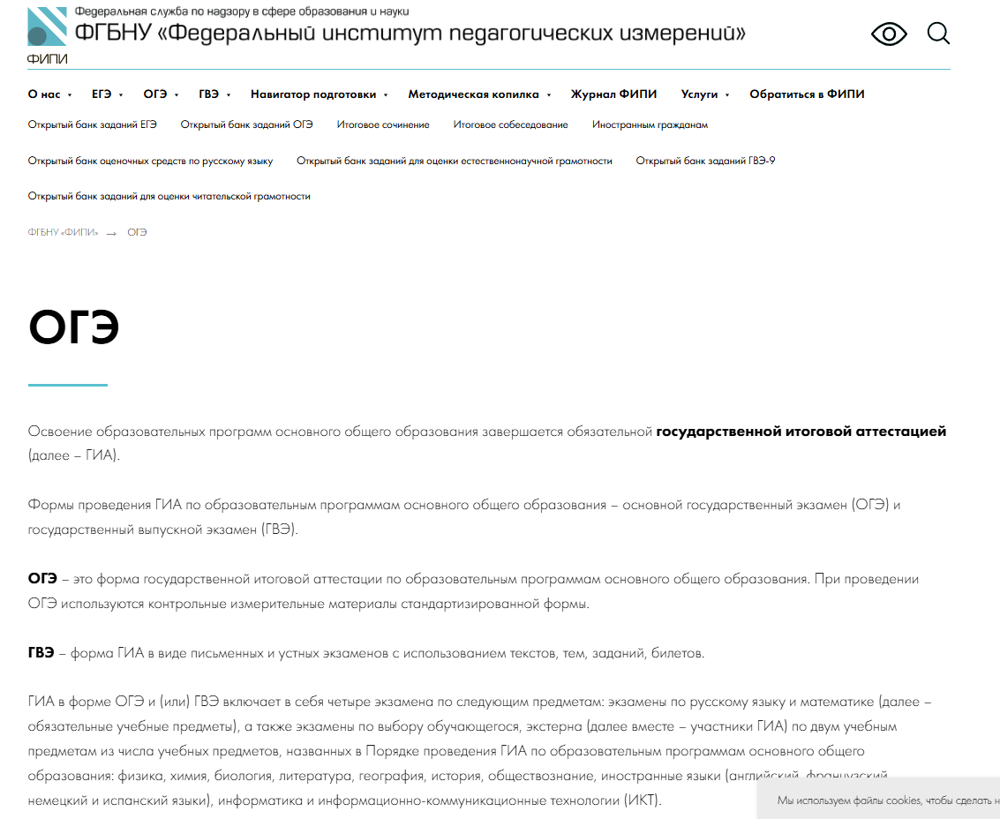 Федеральная служба по надзору в сфере образования и науки
ФГБНУ «Федеральный институт педагогических измерений»
ФИПИ
О нас ЕГЭ ОГЭ ГВЭ Навигатор подготовки Методическая копилка Журнал ФИПИ Услуги Обратиться в ФИПИ
Открытый банк заданий ЕГЭ Открытый банк заданий ОГЭ Итоговое сочинение Итоговое собеседование Иностранным гражданам
Открытый банк оценочных средств по русскому языку Открытый банк заданий для оценки естественнонаучной грамотности Открытый банк заданий ГВЭ-9
Открытый банк заданий для оценки читательской грамотности
ФГБНУ «ФИПИ» → ОГЭ
ОГЭ
Освоение образовательных программ основного общего образования завершается обязательной государственной итоговой аттестацией
(далее – ГИА).
Формы проведения ГИА по образовательным программам основного общего образования – основной государственный экзамен (ОГЭ) и
государственный выпускной экзамен (ГВЭ).
ОГЭ – это форма государственной итоговой аттестации по образовательным программам основного общего образования. При проведении
ОГЭ используются контрольные измерительные материалы стандартизированной формы.
ГВЭ – форма ГИА в виде письменных и устных экзаменов с использованием текстов, тем, заданий, билетов.
ГИА в форме ОГЭ и (или) ГВЭ включает в себя четыре экзамена по следующим предметам: экзамены по русскому языку и математике (далее –
обязательные учебные предметы), а также экзамены по выбору обучающегося, экстерна (далее вместе – участники ГИА) по двум учебным
предметам из числа учебных предметов, названных в Порядке проведения ГИА по образовательным программам основного общего
образования: физика, химия, биология, литература, география, история, обществознание, иностранные языки (английский, французский,
немецкий и испанский языки), информатика и информационно-коммуникационные технологии (ИКТ).
Мы используем файлы cookies, чтобы сделать н